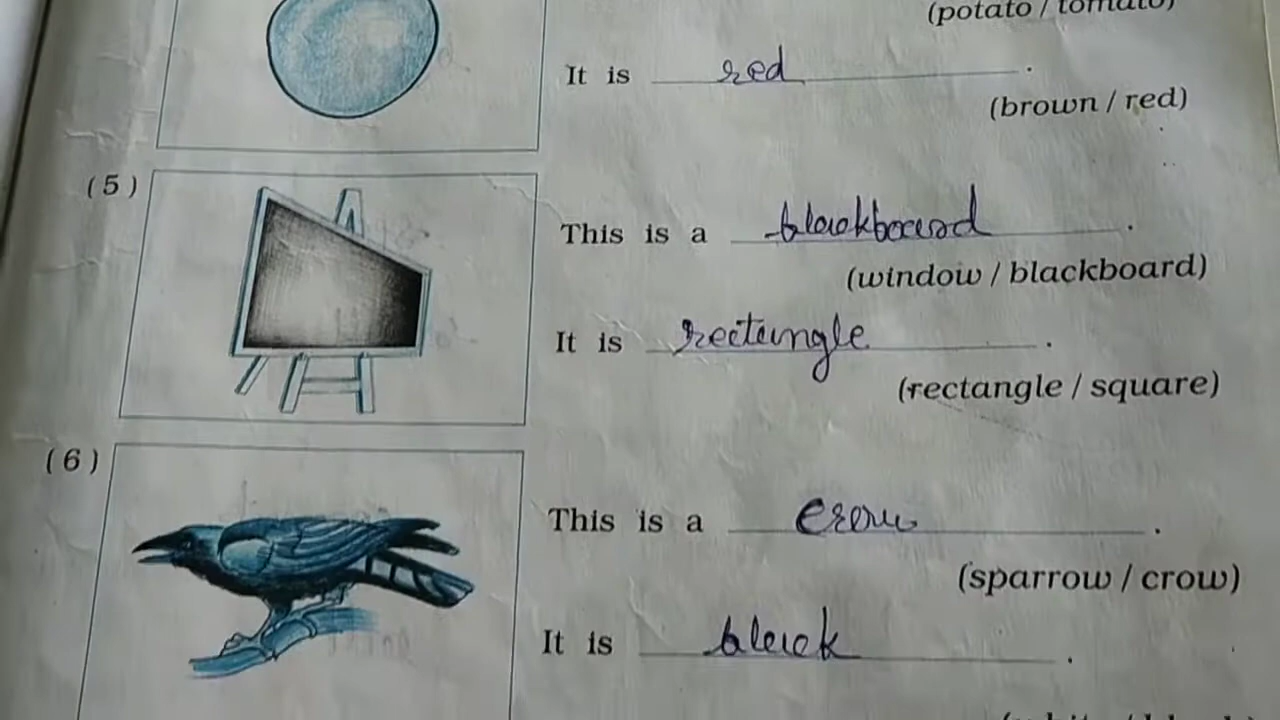 (potato / tomato)
It is red.
(brown / red)
(5)
This is a blackboard.
(window / blackboard)
It is rectangle.
(rectangle / square)
(6)
This is a crow.
(sparrow / crow)
It is black.